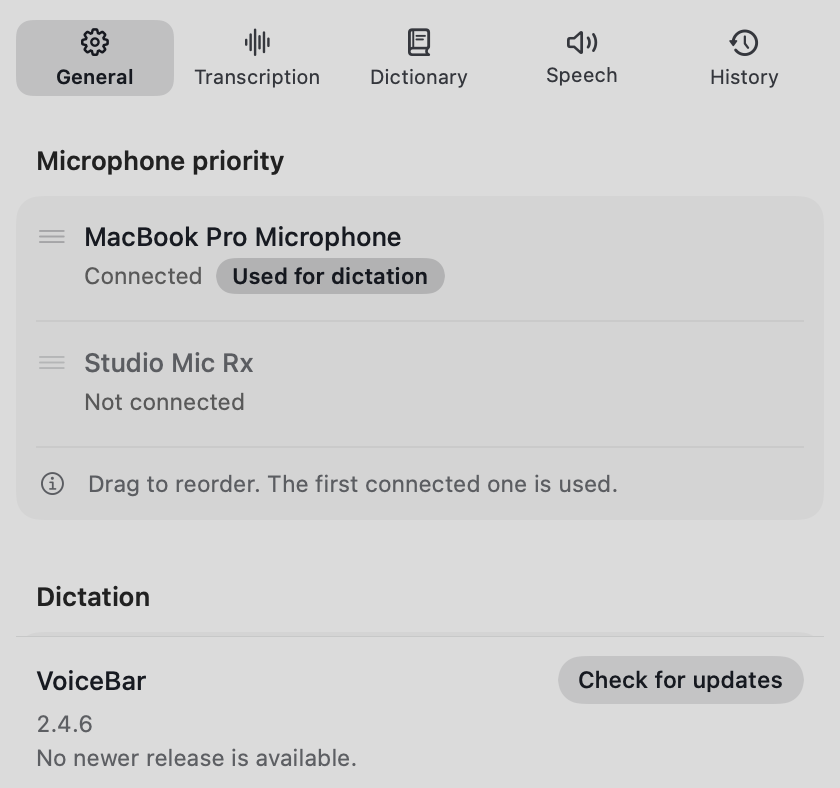 General
Transcription
Dictionary
Speech
History
Microphone priority
MacBook Pro Microphone
Connected
Used for dictation
Studio Mic Rx
Not connected
Drag to reorder. The first connected one is used.
Dictation
VoiceBar
Check for updates
2.4.6
No newer release is available.